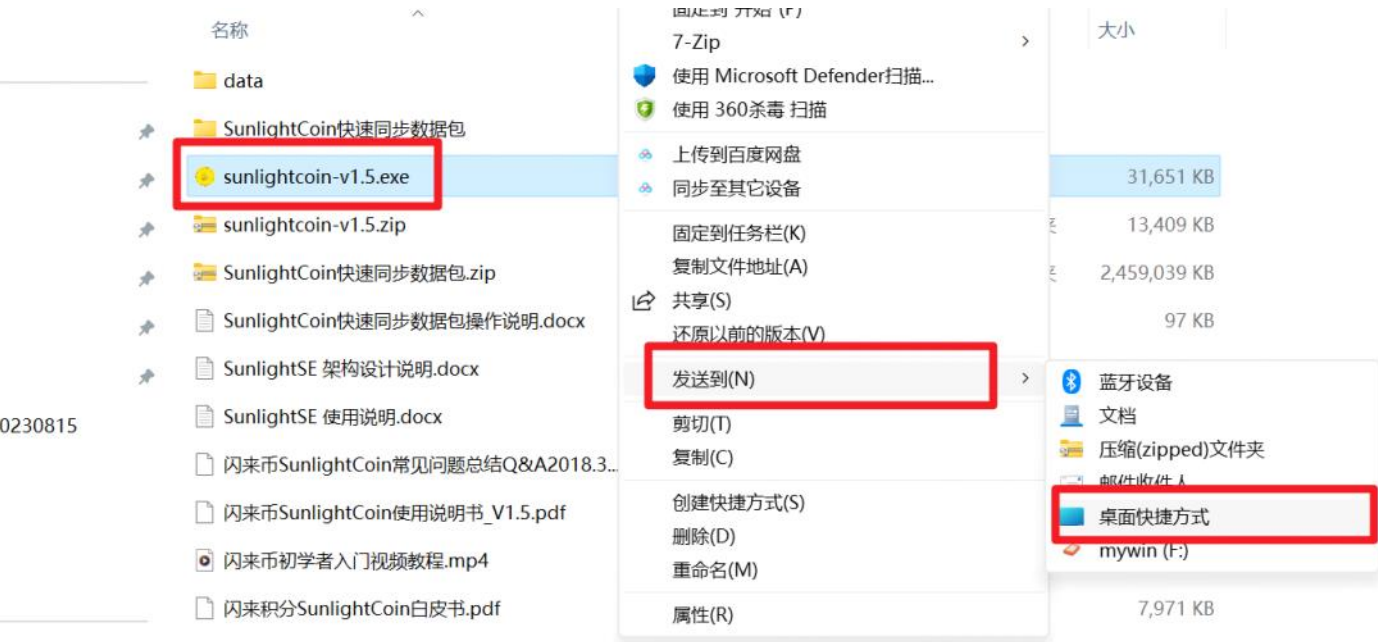 名称
大小
data
SunlightCoin快速同步数据包
sunlightcoin-v1.5.exe
31,651 KB
sunlightcoin-v1.5.zip
13,409 KB
SunlightCoin快速同步数据包.zip
2,459,039 KB
SunlightCoin快速同步数据包操作说明.docx
97 KB
SunlightSE 架构设计说明.docx
SunlightSE 使用说明.docx
0230815
闪来币SunlightCoin常见问题总结Q&A2018.3...
闪来币SunlightCoin使用说明书_V1.5.pdf
闪来币初学者入门视频教程.mp4
闪来积分SunlightCoin白皮书.pdf
7,971 KB
固定到"开始"(P)
7-Zip
使用 Microsoft Defender扫描...
使用 360杀毒 扫描
上传到百度网盘
同步至其它设备
固定到任务栏(K)
复制文件地址(A)
共享(S)
还原以前的版本(V)
发送到(N)
剪切(T)
复制(C)
创建快捷方式(S)
删除(D)
重命名(M)
属性(R)
蓝牙设备
文档
压缩(zipped)文件夹
邮件收件人
桌面快捷方式
mywin (F:)